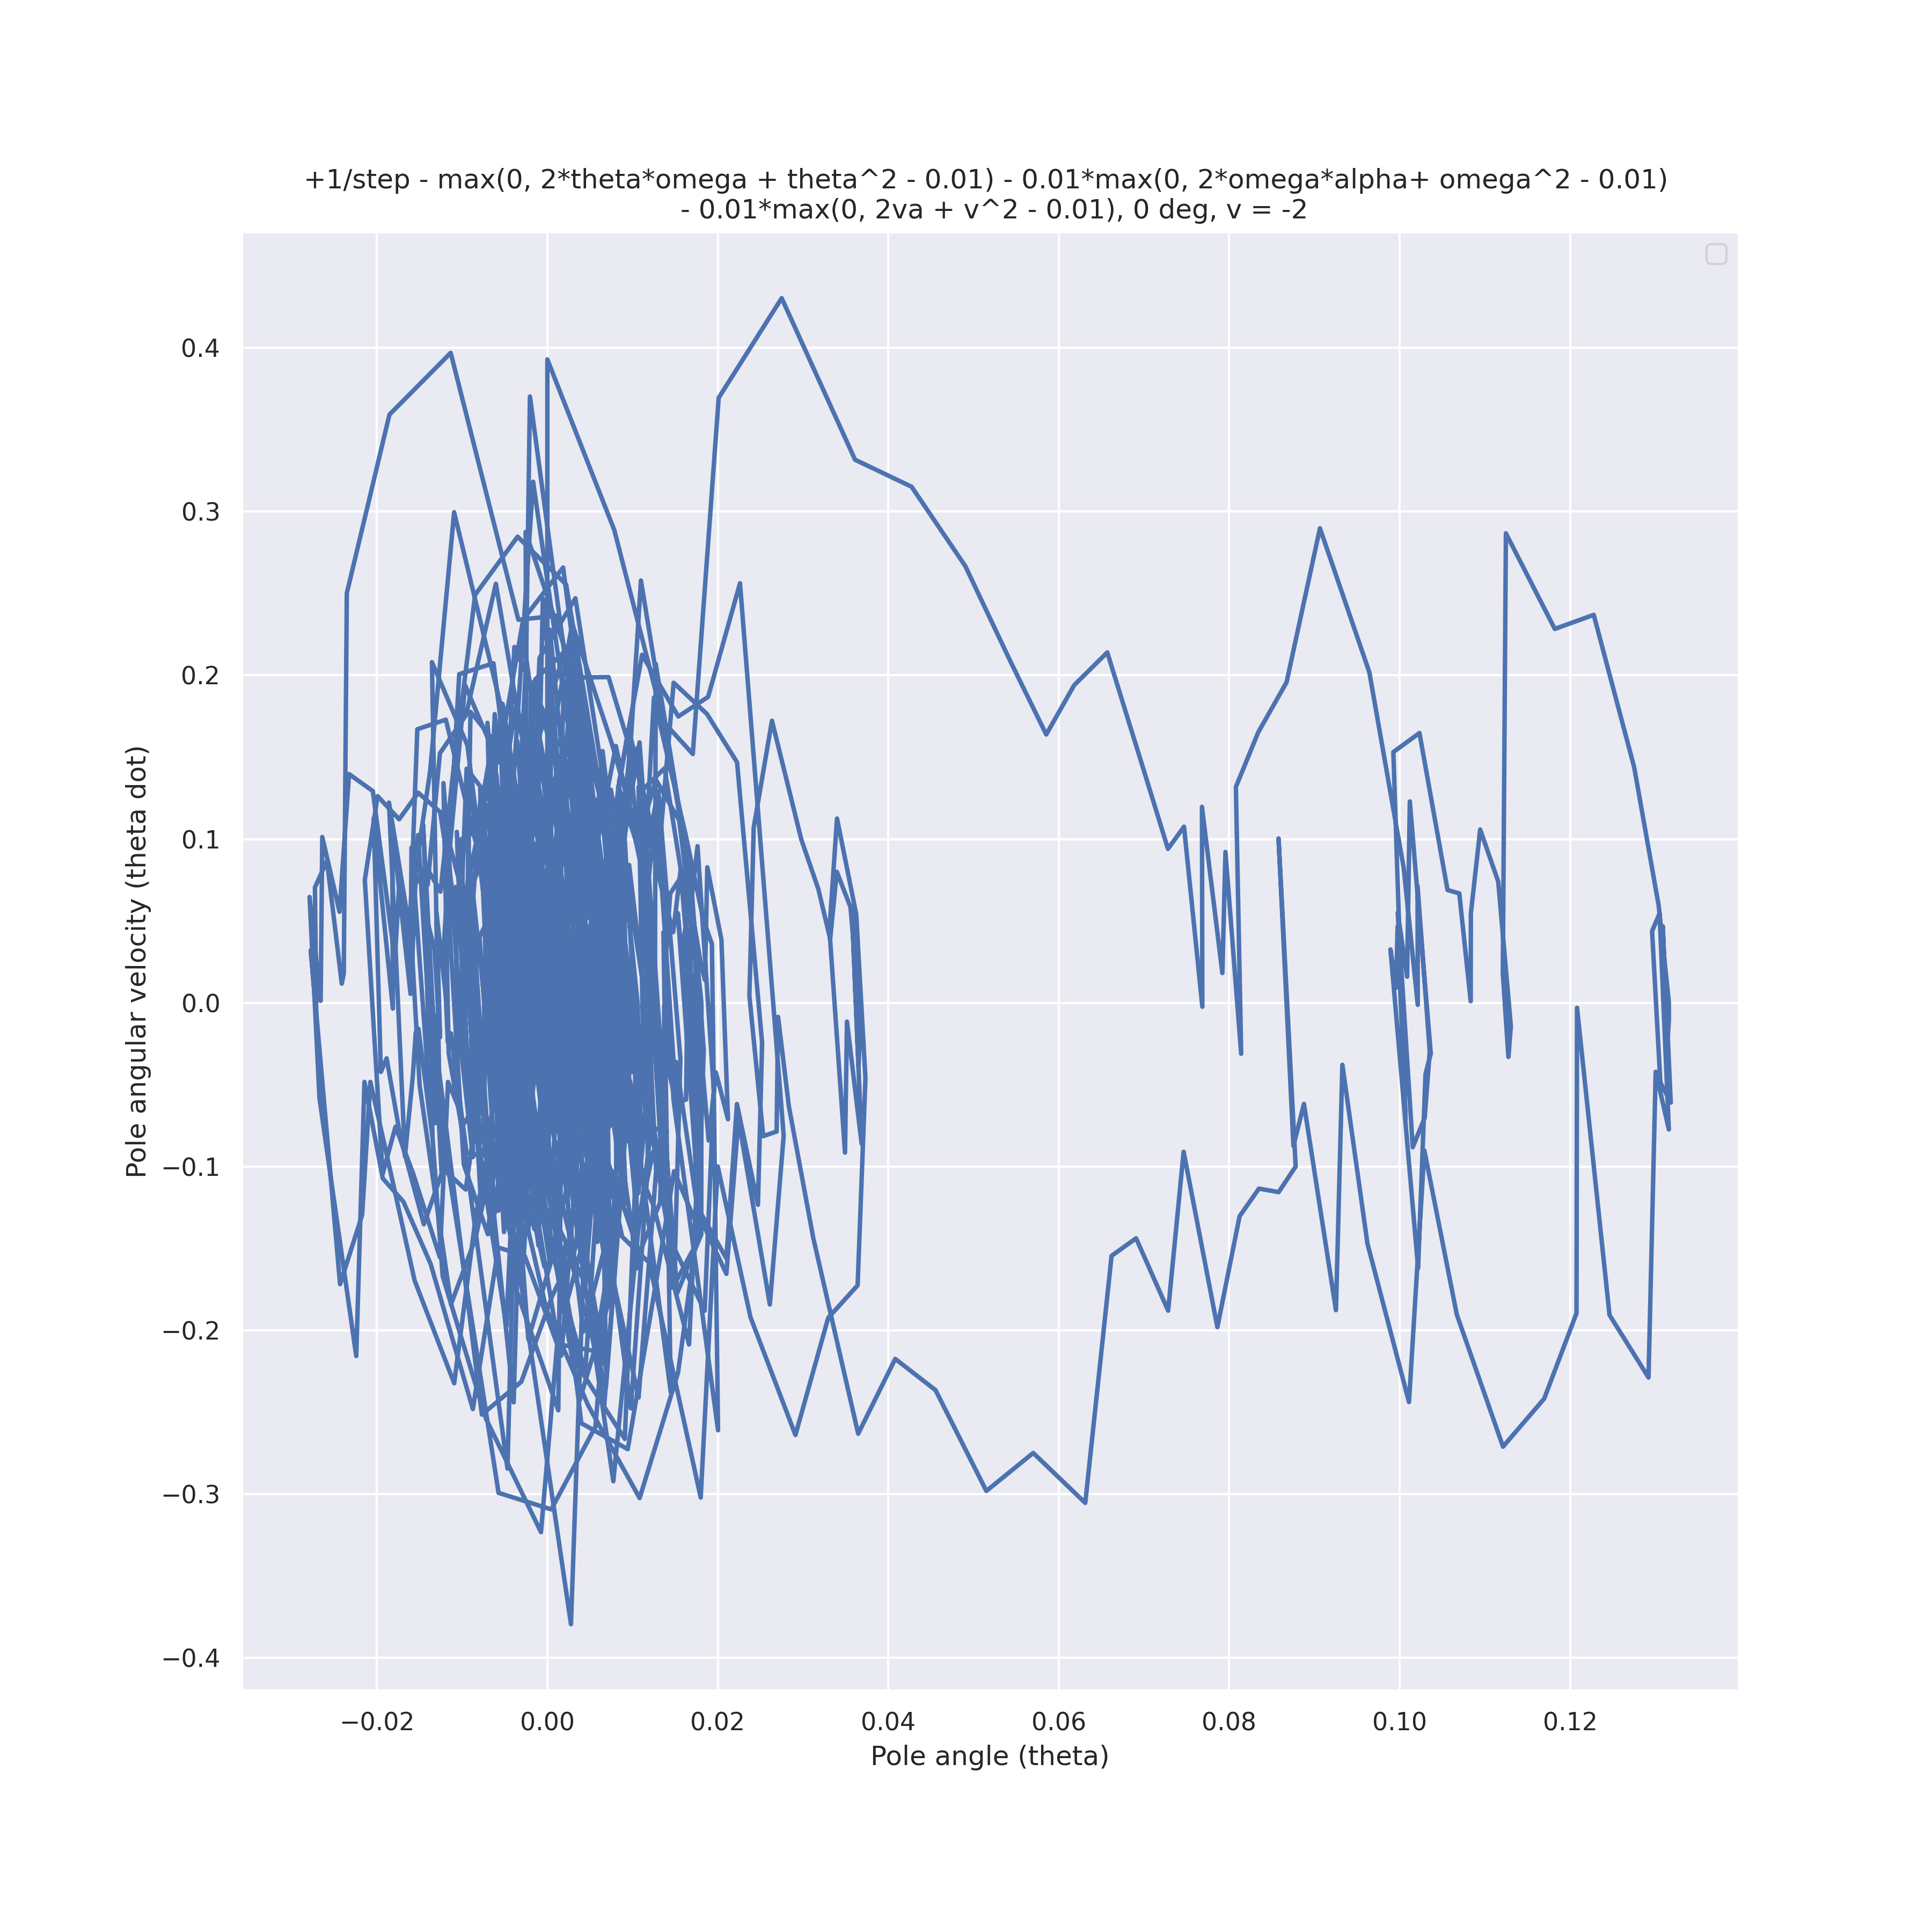 +1/step - max(0, 2*theta*omega + theta^2 - 0.01) - 0.01*max(0, 2*omega*alpha+ omega^2 - 0.01)
- 0.01*max(0, 2va + v^2 - 0.01), 0 deg, v = -2
0.4
0.3
0.2
0.1
0.0
−0.1
−0.2
−0.3
−0.4
Pole angular velocity (theta dot)
−0.02 0.00 0.02 0.04 0.06 0.08 0.10 0.12
Pole angle (theta)